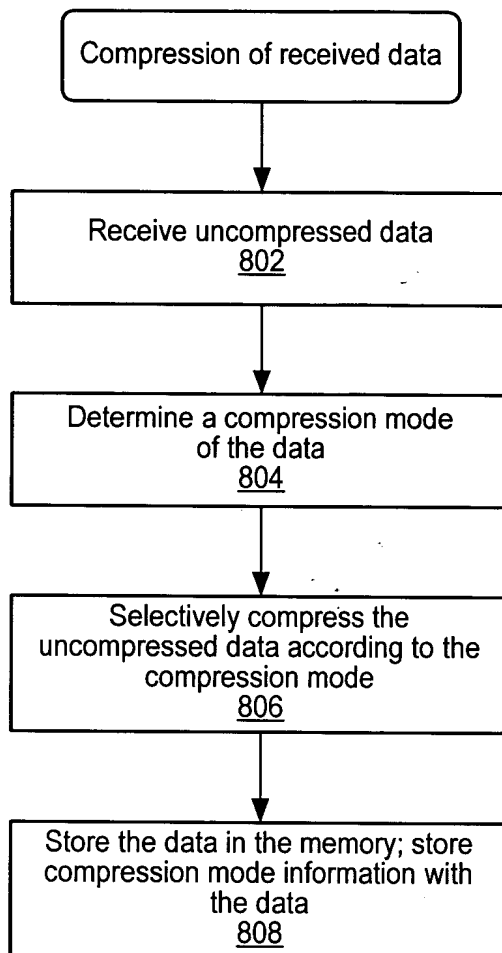 Compression of received data
Receive uncompressed data
802
Determine a compression mode
of the data
804
Selectively compress the
uncompressed data according to the
compression mode
806
Store the data in the memory; store
compression mode information with
the data
808